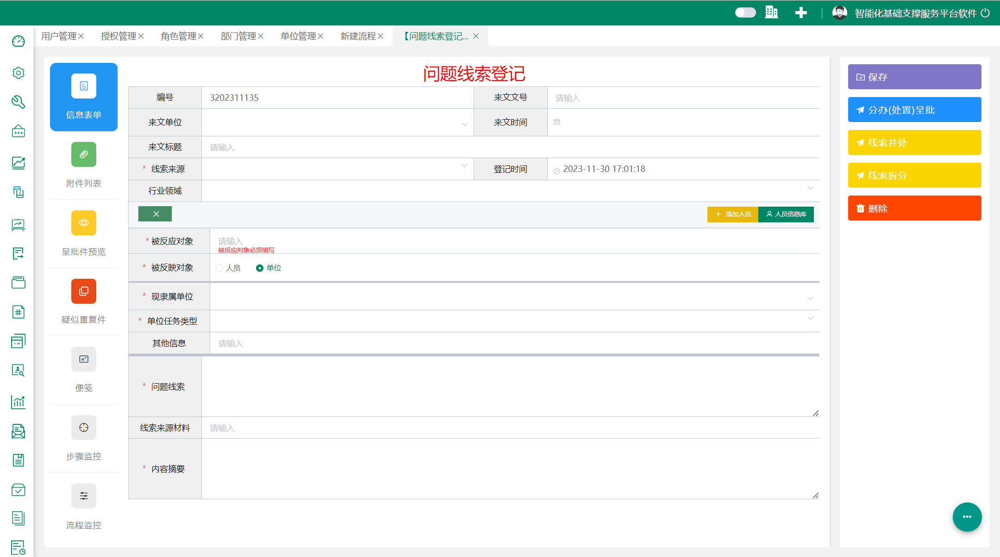 智能化基础支撑服务平台软件
用户管理 授权管理 角色管理 部门管理 单位管理 新建流程 【问题线索登记...
信息表单
附件列表
呈批件预览
疑似重复件
便笺
步骤监控
流程监控
问题线索登记
编号 3202311135 来文文号 请输入
来文单位 来文时间
来文标题 请输入
* 线索来源 登记时间 2023-11-30 17:01:18
行业领域
添加人员 人员信息库
* 被反应对象 请输入
被反应对象必须填写
* 被反映对象 人员 单位
* 现隶属单位
* 单位任务类型
其他信息 请输入
* 问题线索
线索来源材料 请输入
* 内容摘要
保存
分办(处置)呈批
线索并处
线索拆分
删除